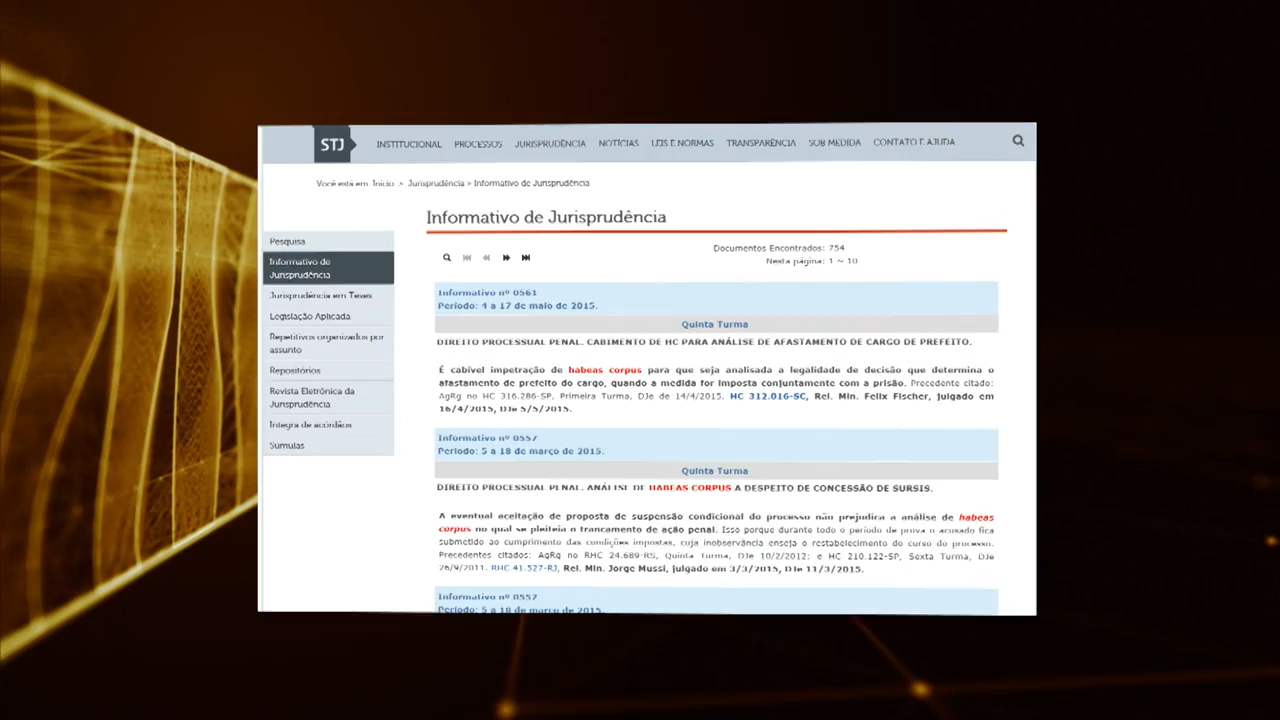 STJ
INSTITUCIONAL PROCESSOS JURISPRUDÊNCIA NOTÍCIAS LEIS E NORMAS TRANSPARÊNCIA SOB MEDIDA CONTATO E AJUDA
Você está em: Início > Jurisprudência > Informativo de Jurisprudência
Informativo de Jurisprudência
Pesquisa
Informativo de
Jurisprudência
Jurisprudência em Teses
Legislação Aplicada
Repetitivos organizados por
assunto
Repositórios
Revista Eletrônica da
Jurisprudência
Íntegra de acórdãos
Súmulas
Documentos Encontrados: 754
Nesta página: 1 ~ 10
Informativo nº 0561
Período: 4 a 17 de maio de 2015.
Quinta Turma
DIREITO PROCESSUAL PENAL. CABIMENTO DE HC PARA ANÁLISE DE AFASTAMENTO DE CARGO DE PREFEITO.
É cabível impetração de habeas corpus para que seja analisada a legalidade de decisão que determina o
afastamento de prefeito do cargo, quando a medida for imposta conjuntamente com a prisão. Precedente citado:
AgRg no HC 316.286-SP, Primeira Turma, DJe de 14/4/2015. HC 312.016-SC, Rel. Min. Felix Fischer, julgado em
16/4/2015, DJe 5/5/2015.
Informativo nº 0557
Período: 5 a 18 de março de 2015.
Quinta Turma
DIREITO PROCESSUAL PENAL. ANÁLISE DE HABEAS CORPUS A DESPEITO DE CONCESSÃO DE SURSIS.
A eventual aceitação de proposta de suspensão condicional do processo não prejudica a análise de habeas
corpus no qual se pleiteia o trancamento de ação penal. Isso porque durante todo o período de prova o acusado fica
submetido ao cumprimento das condições impostas, cuja inobservância enseja o restabelecimento do curso do processo.
Precedentes citados: AgRg no RHC 24.689-RS, Quinta Turma, DJe 10/2/2012; e HC 210.122-SP, Sexta Turma, DJe
26/9/2011. RHC 41.527-RJ, Rel. Min. Jorge Mussi, julgado em 3/3/2015, DJe 11/3/2015.
Informativo nº 0557
Período: 5 a 18 de março de 2015.